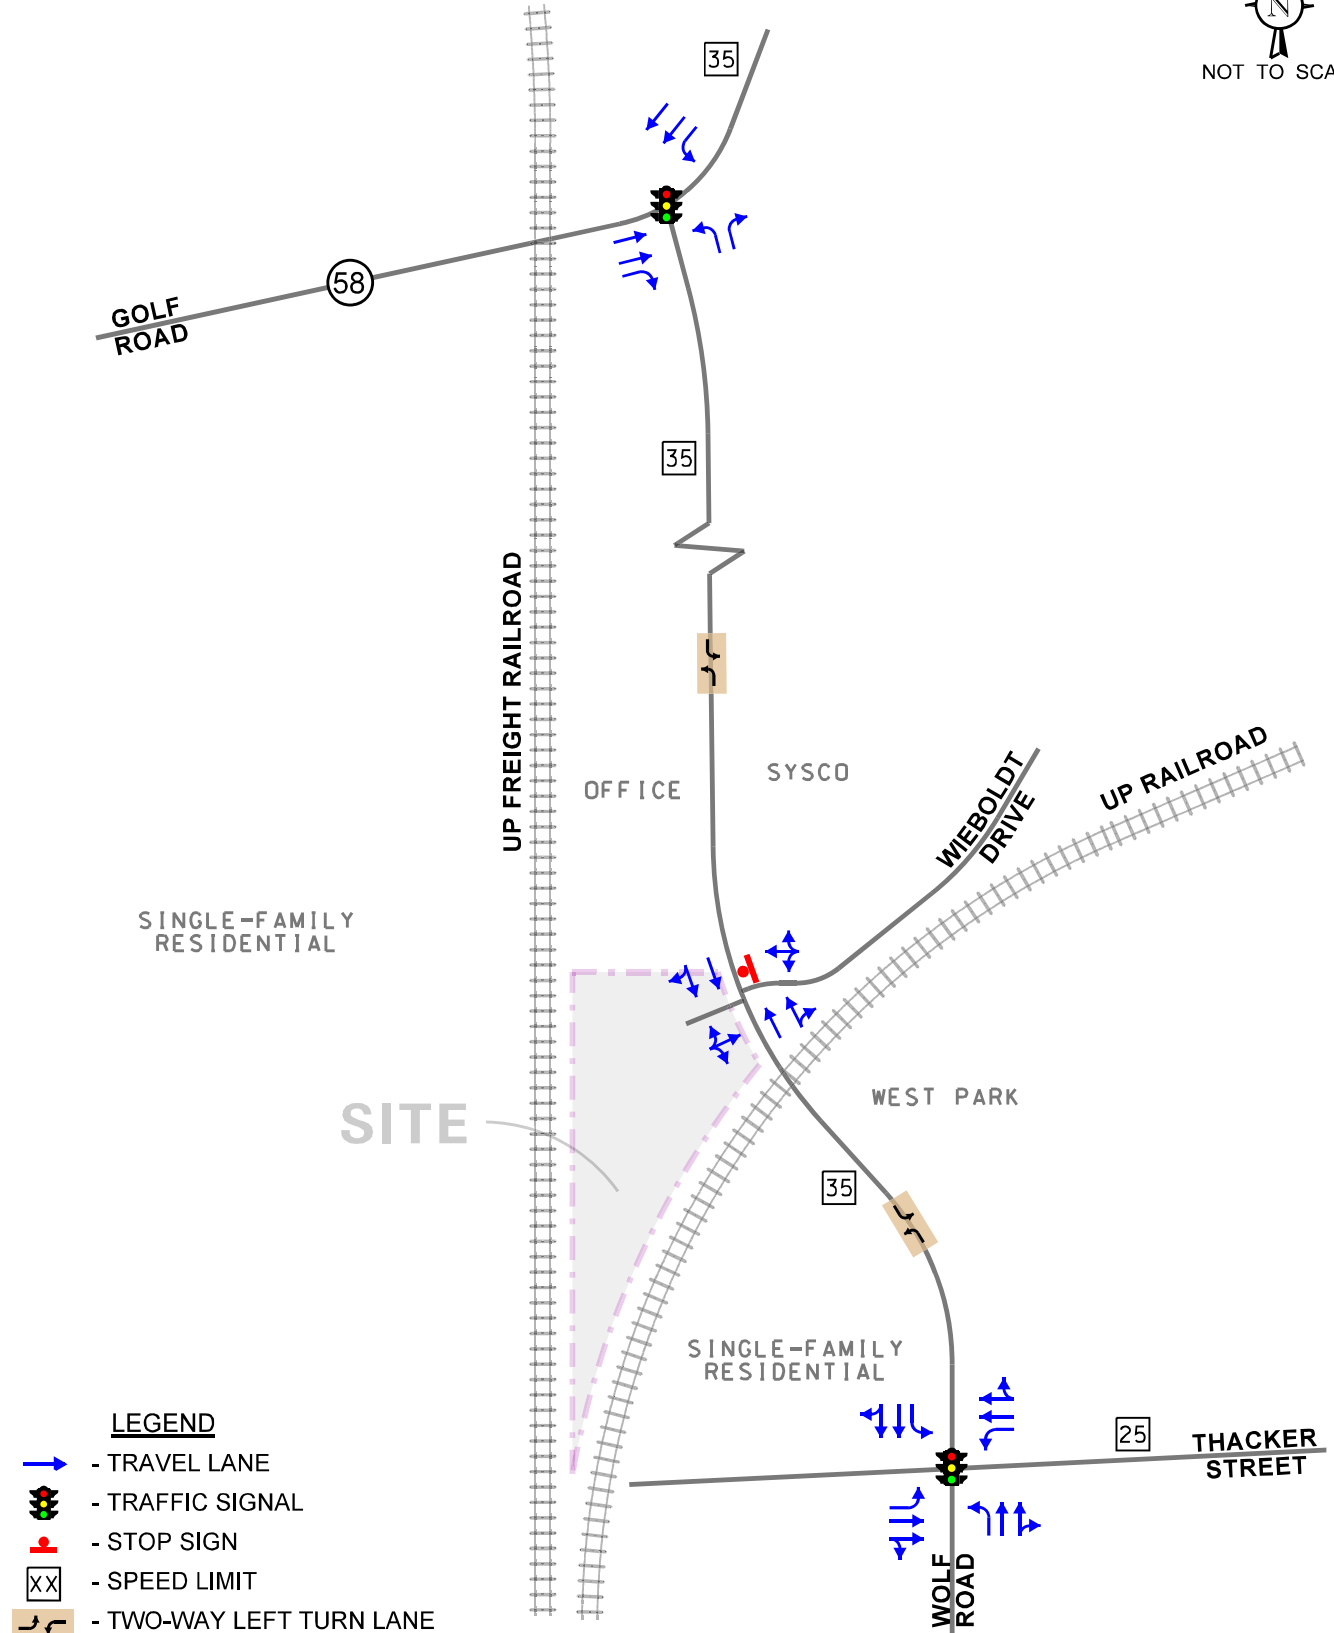 N
NOT TO SCA
35
58
GOLF
ROAD
35
UP FREIGHT RAILROAD
OFFICE
SYSCO
WIEBOLDT
DRIVE
UP RAILROAD
SINGLE-FAMILY
RESIDENTIAL
SITE
WEST PARK
35
SINGLE-FAMILY
RESIDENTIAL
25
THACKER
STREET
WOLF
ROAD
LEGEND
- TRAVEL LANE
- TRAFFIC SIGNAL
- STOP SIGN
XX - SPEED LIMIT
- TWO-WAY LEFT TURN LANE